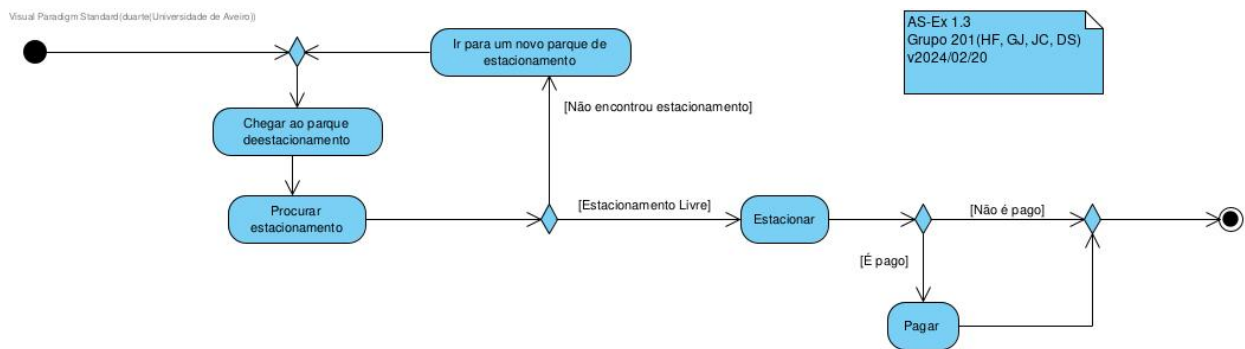 Visual Paradigm Standard(duarte(Universidade de Aveiro))
AS-Ex 1.3
Grupo 201(HF, GJ, JC, DS)
v2024/02/20
Ir para um novo parque de
estacionamento
[Não encontrou estacionamento]
Chegar ao parque
deestacionamento
Procurar
estacionamento
[Estacionamento Livre]
Estacionar
[Não é pago]
[É pago]
Pagar